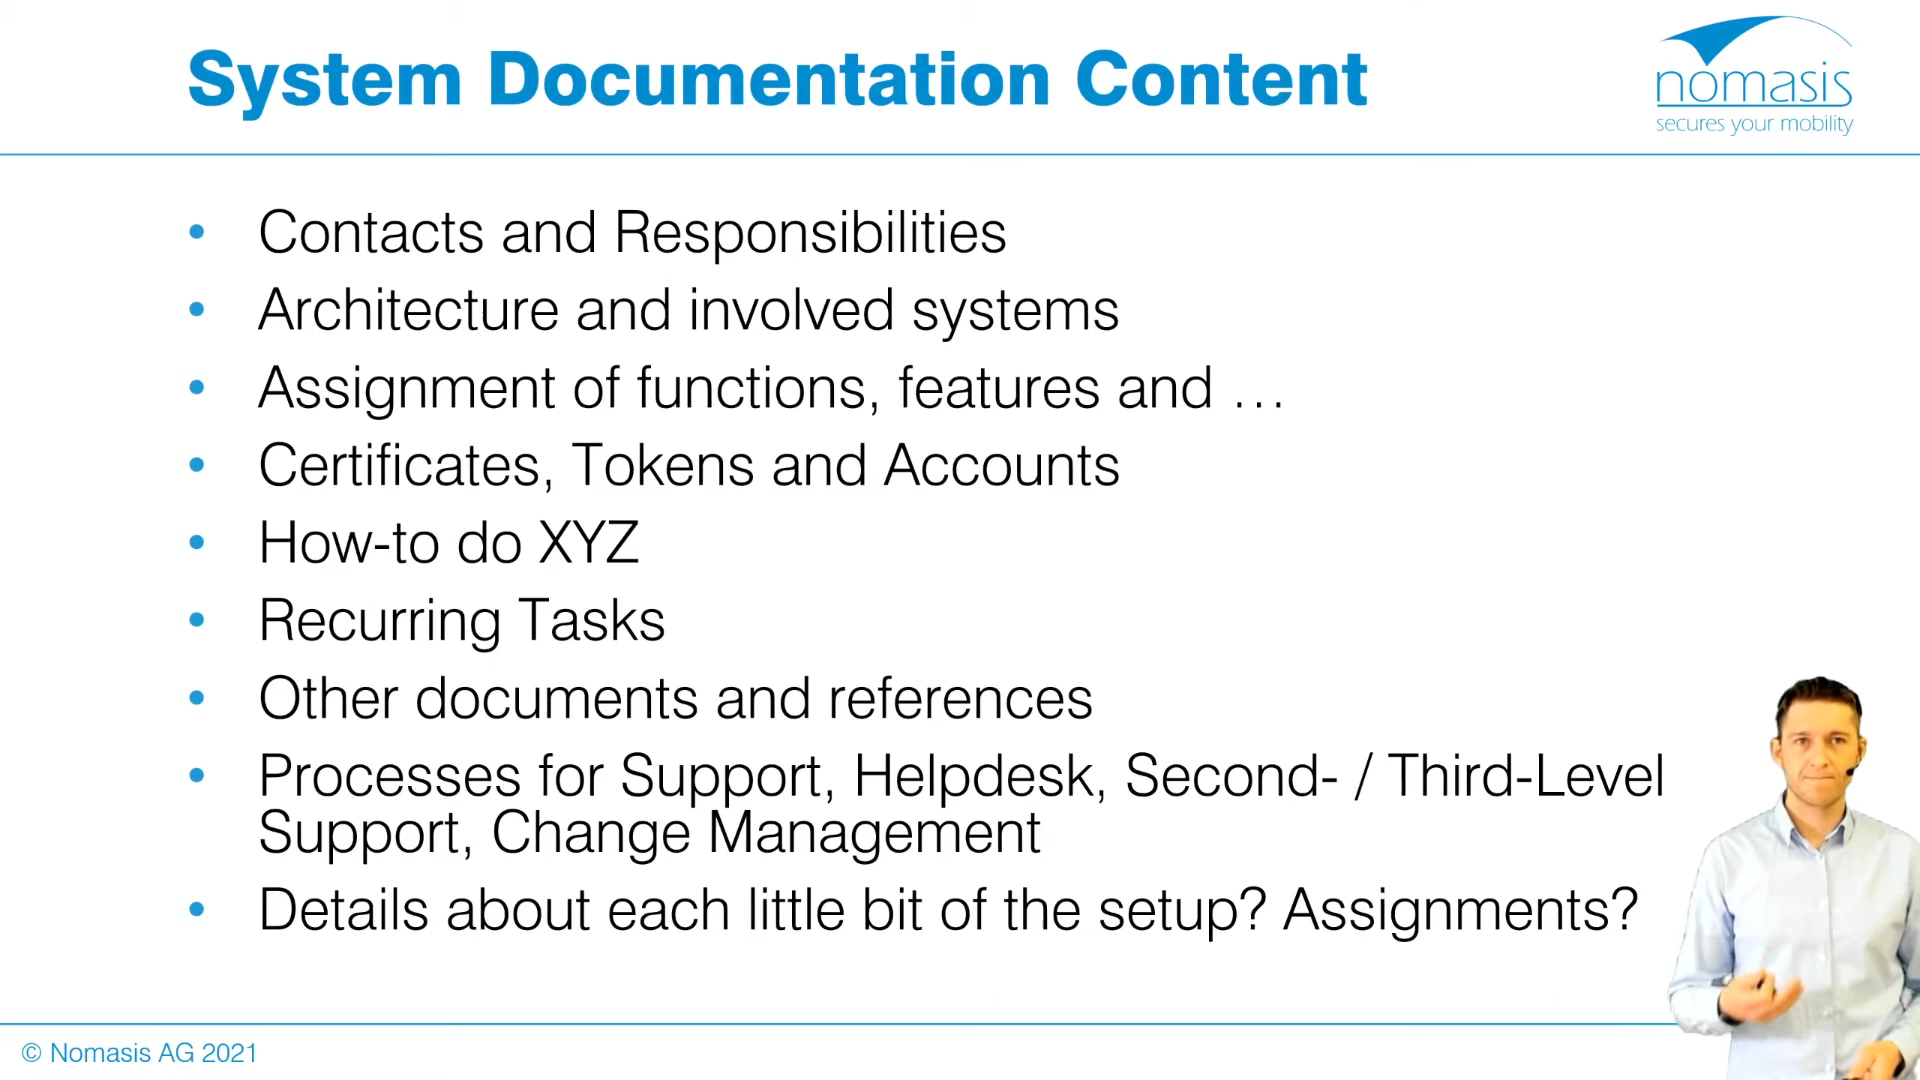 System Documentation Content
nomasis
secures your mobility
• Contacts and Responsibilities
• Architecture and involved systems
• Assignment of functions, features and …
• Certificates, Tokens and Accounts
• How-to do XYZ
• Recurring Tasks
• Other documents and references
• Processes for Support, Helpdesk, Second- / Third-Level
Support, Change Management
• Details about each little bit of the setup? Assignments?
© Nomasis AG 2021